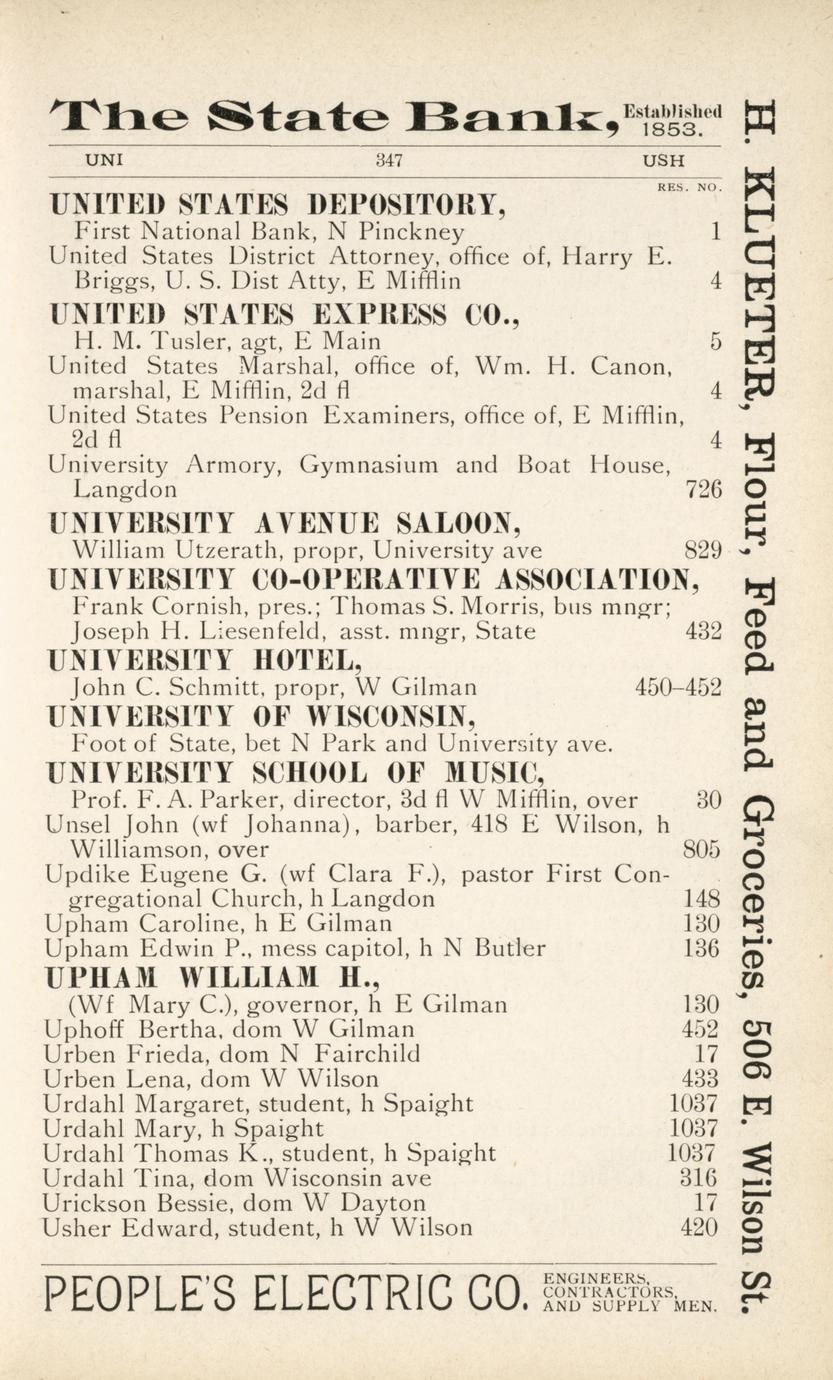 The State Bank, Established 1853.
UNI 347 USH
RES. NO.
UNITED STATES DEPOSITORY,
First National Bank, N Pinckney 1
United States District Attorney, office of, Harry E.
Briggs, U. S. Dist Atty, E Mifflin 4
UNITED STATES EXPRESS CO.,
H. M. Tusler, agt, E Main 5
United States Marshal, office of, Wm. H. Canon,
marshal, E Mifflin, 2d fl 4
United States Pension Examiners, office of, E Mifflin,
2d fl 4
University Armory, Gymnasium and Boat House,
Langdon 726
UNIVERSITY AVENUE SALOON,
William Utzerath, propr, University ave 829
UNIVERSITY CO-OPERATIVE ASSOCIATION,
Frank Cornish, pres.; Thomas S. Morris, bus mngr;
Joseph H. Liesenfeld, asst. mngr, State 432
UNIVERSITY HOTEL,
John C. Schmitt, propr, W Gilman 450–452
UNIVERSITY OF WISCONSIN,
Foot of State, bet N Park and University ave.
UNIVERSITY SCHOOL OF MUSIC,
Prof. F. A. Parker, director, 3d fl W Mifflin, over 30
Unsel John (wf Johanna), barber, 418 E Wilson, h
Williamson, over 805
Updike Eugene G. (wf Clara F.), pastor First Con-
gregational Church, h Langdon 148
Upham Caroline, h E Gilman 130
Upham Edwin P., mess capitol, h N Butler 136
UPHAM WILLIAM H.,
(Wf Mary C.), governor, h E Gilman 130
Uphoff Bertha, dom W Gilman 452
Urben Frieda, dom N Fairchild 17
Urben Lena, dom W Wilson 433
Urdahl Margaret, student, h Spaight 1037
Urdahl Mary, h Spaight 1037
Urdahl Thomas K., student, h Spaight 1037
Urdahl Tina, dom Wisconsin ave 316
Urickson Bessie, dom W Dayton 17
Usher Edward, student, h W Wilson 420
PEOPLE'S ELECTRIC CO. ENGINEERS,
CONTRACTORS,
AND SUPPLY MEN.
H. KLUETER, Flour, Feed and Groceries, 506 E. Wilson St.